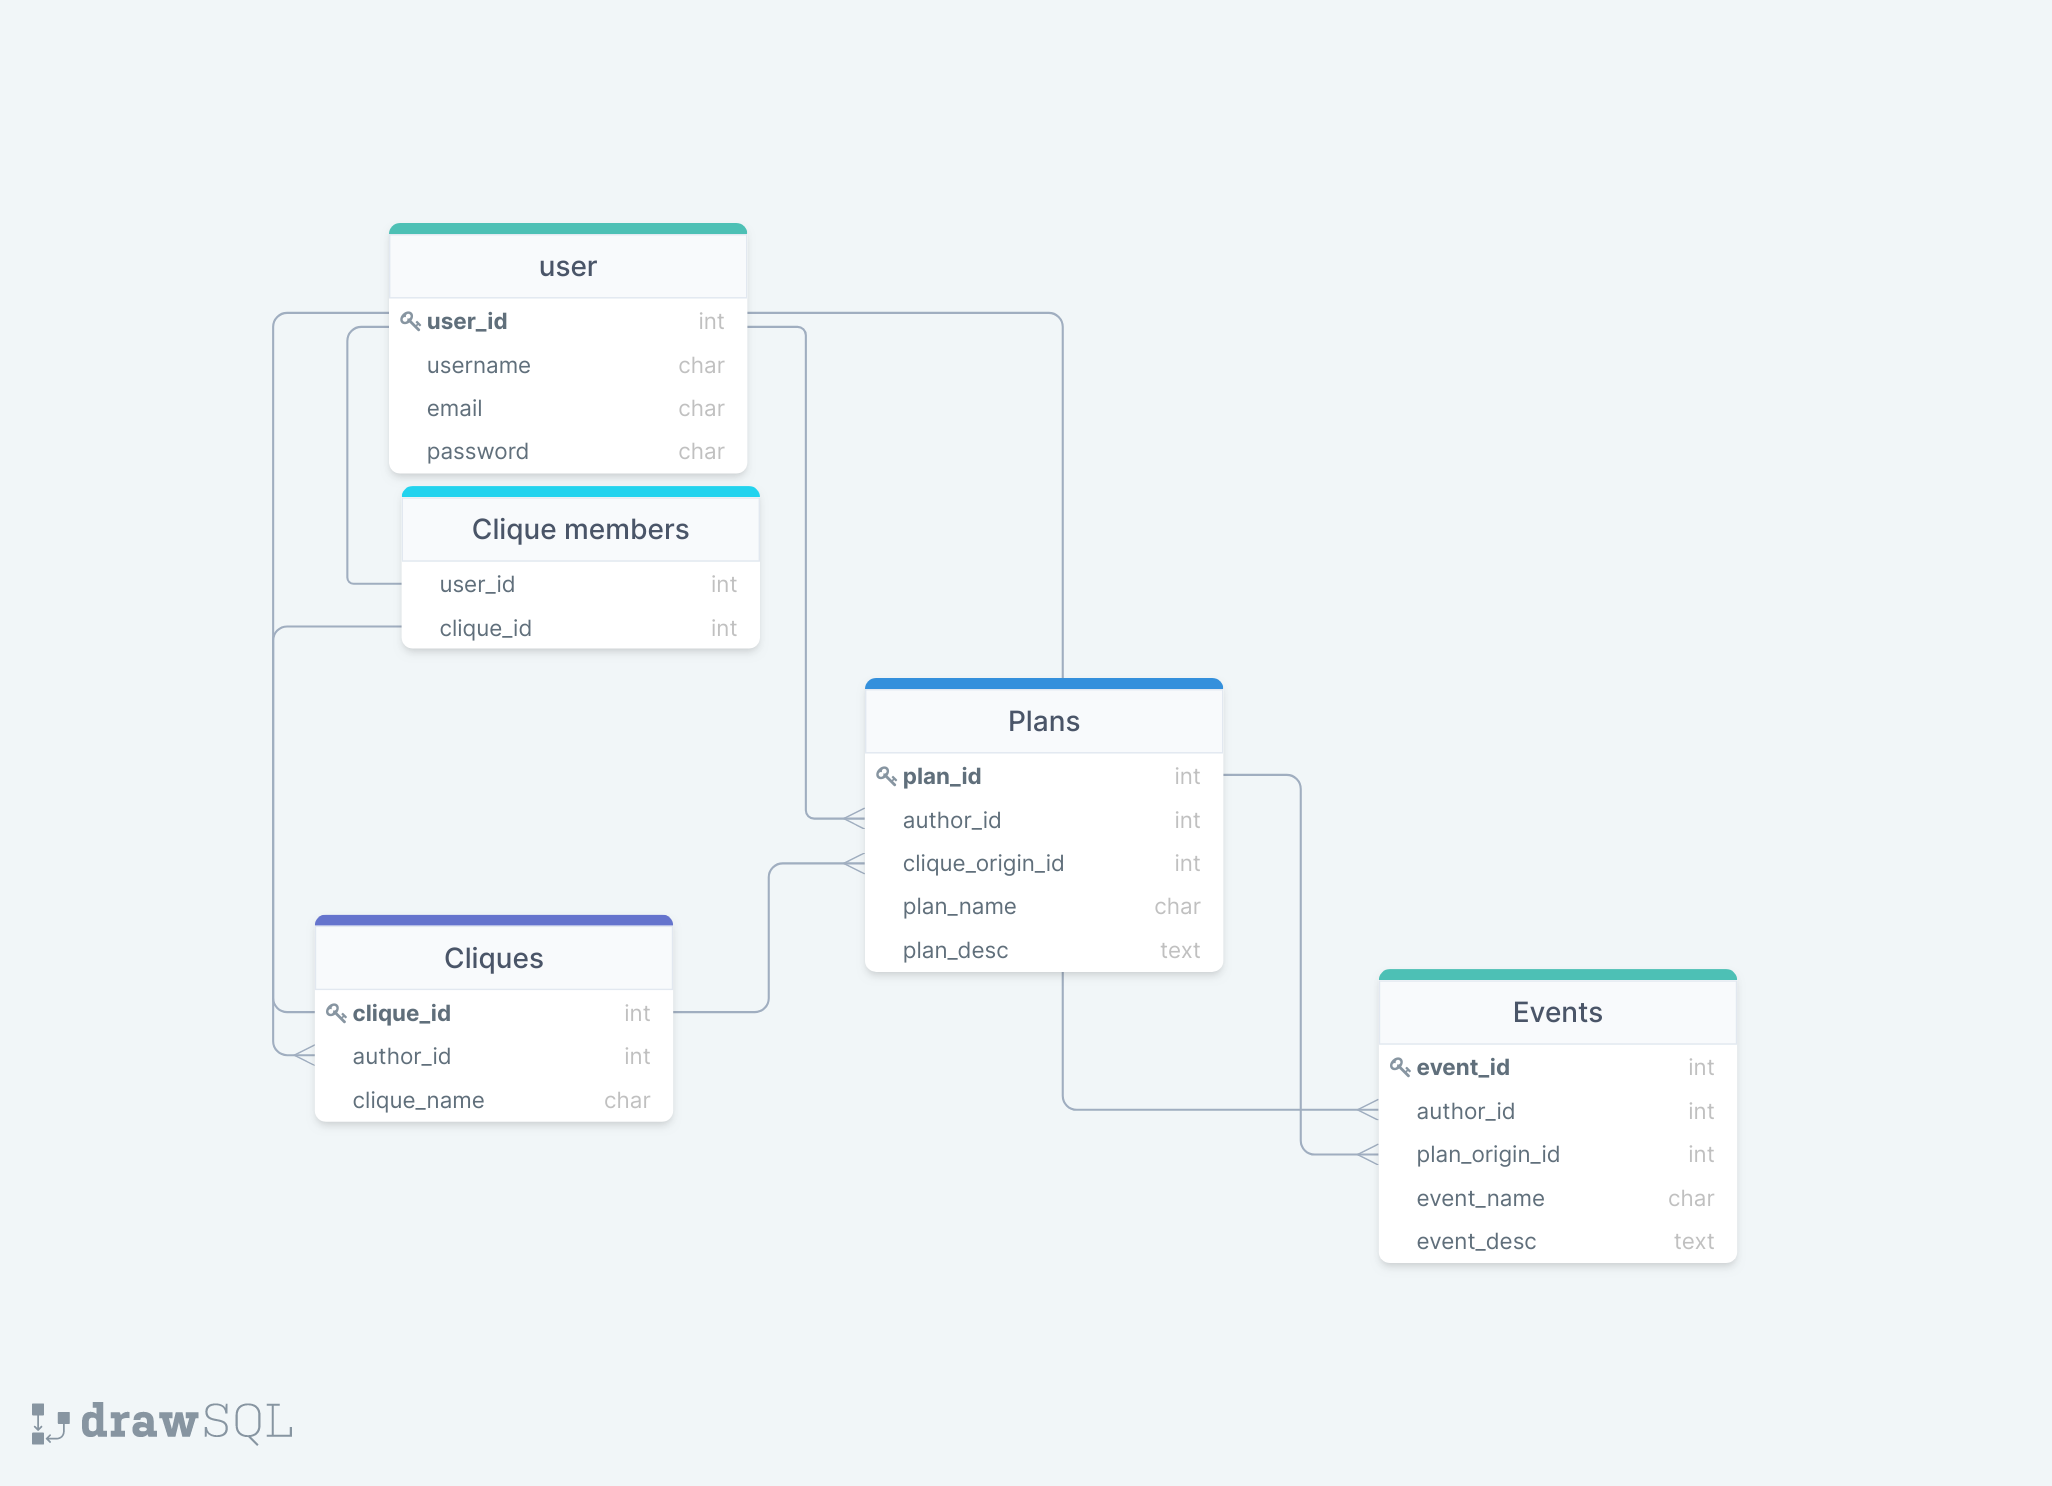 user
user_id int
username char
email char
password char
Clique members
user_id int
clique_id int
Plans
plan_id int
author_id int
clique_origin_id int
plan_name char
plan_desc text
Cliques
clique_id int
author_id int
clique_name char
Events
event_id int
author_id int
plan_origin_id int
event_name char
event_desc text
drawSQL